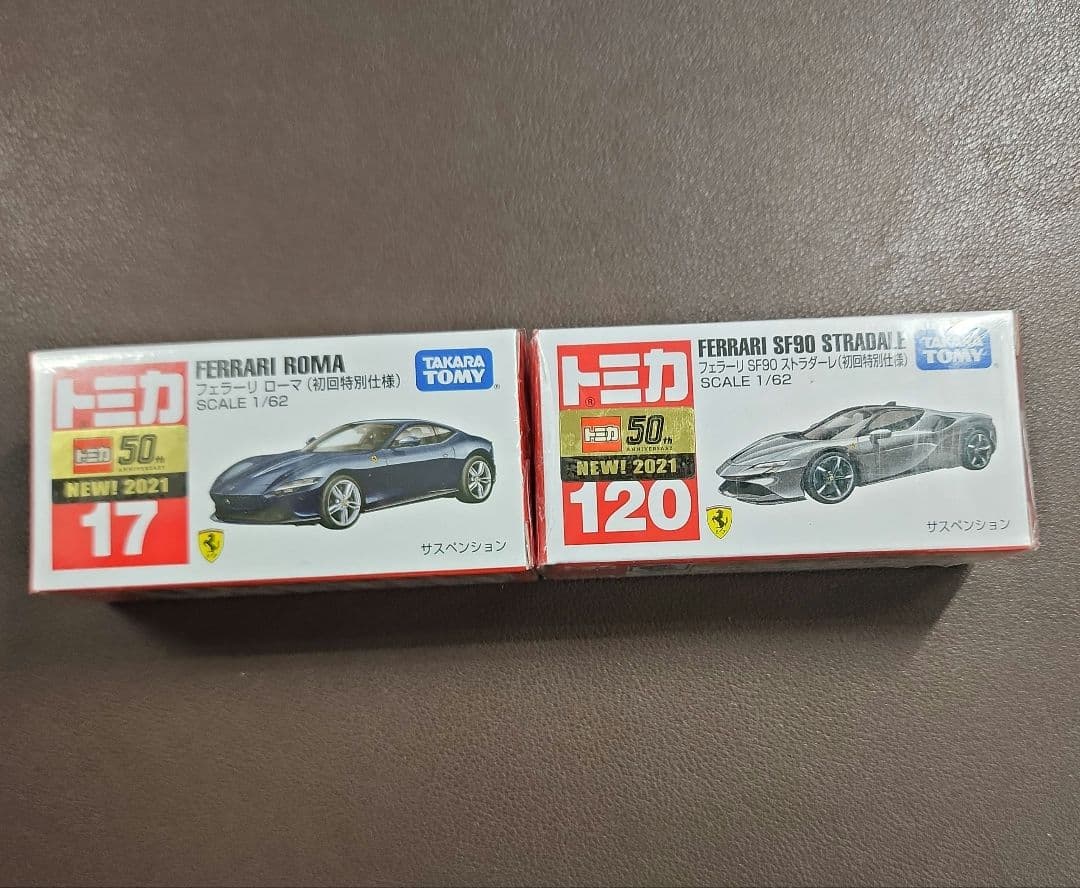 トミカ
トミカ 50th
ANNIVERSARY
NEW! 2021
17
FERRARI ROMA
フェラーリ ローマ (初回特別仕様)
SCALE 1/62
TAKARA
TOMY®
サスペンション
トミカ®
トミカ 50th
ANNIVERSARY
NEW! 2021
120
FERRARI SF90 STRADALE
フェラーリ SF90 ストラダーレ(初回特別仕様)
SCALE 1/62
TAKARA
TOMY®
サスペンション